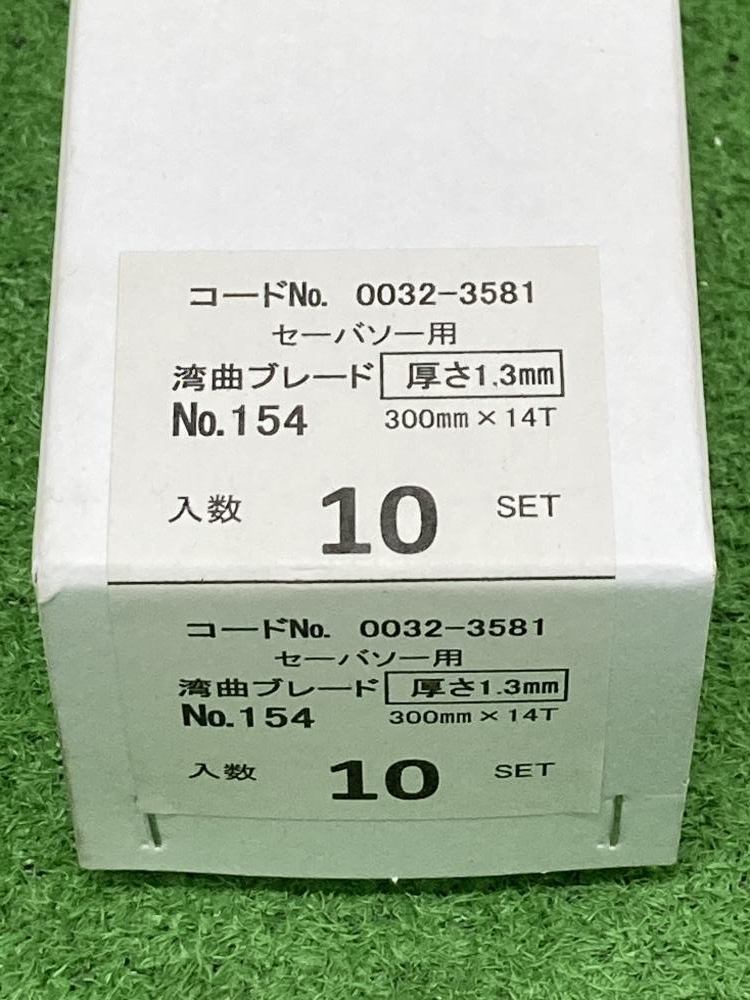 コードNo. 0032-3581
セーバソー用
湾曲ブレード 厚さ1.3mm
No.154 300mm×14T
入数 10 SET
コードNo. 0032-3581
セーバソー用
湾曲ブレード 厚さ1.3mm
No.154 300mm×14T
入数 10 SET